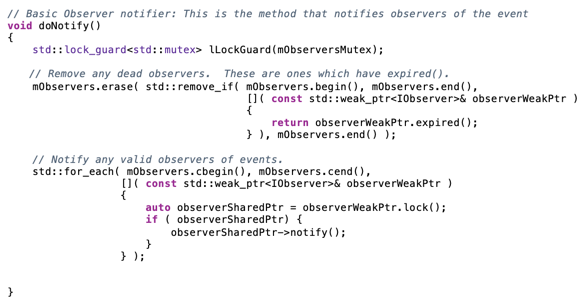 // Basic Observer notifier: This is the method that notifies observers of the event
void doNotify()
{
    std::lock_guard<std::mutex> lLockGuard(mObserversMutex);
    // Remove any dead observers.  These are ones which have expired().
    mObservers.erase( std::remove_if( mObservers.begin(), mObservers.end(),
                                      []( const std::weak_ptr<IObserver>& observerWeakPtr )
                                      {
                                          return observerWeakPtr.expired();
                                      } ), mObservers.end() );
    // Notify any valid observers of events.
    std::for_each( mObservers.cbegin(), mObservers.cend(),
                  []( const std::weak_ptr<IObserver>& observerWeakPtr )
                  {
                      auto observerSharedPtr = observerWeakPtr.lock();
                      if ( observerSharedPtr) {
                          observerSharedPtr->notify();
                      }
                  } );
}